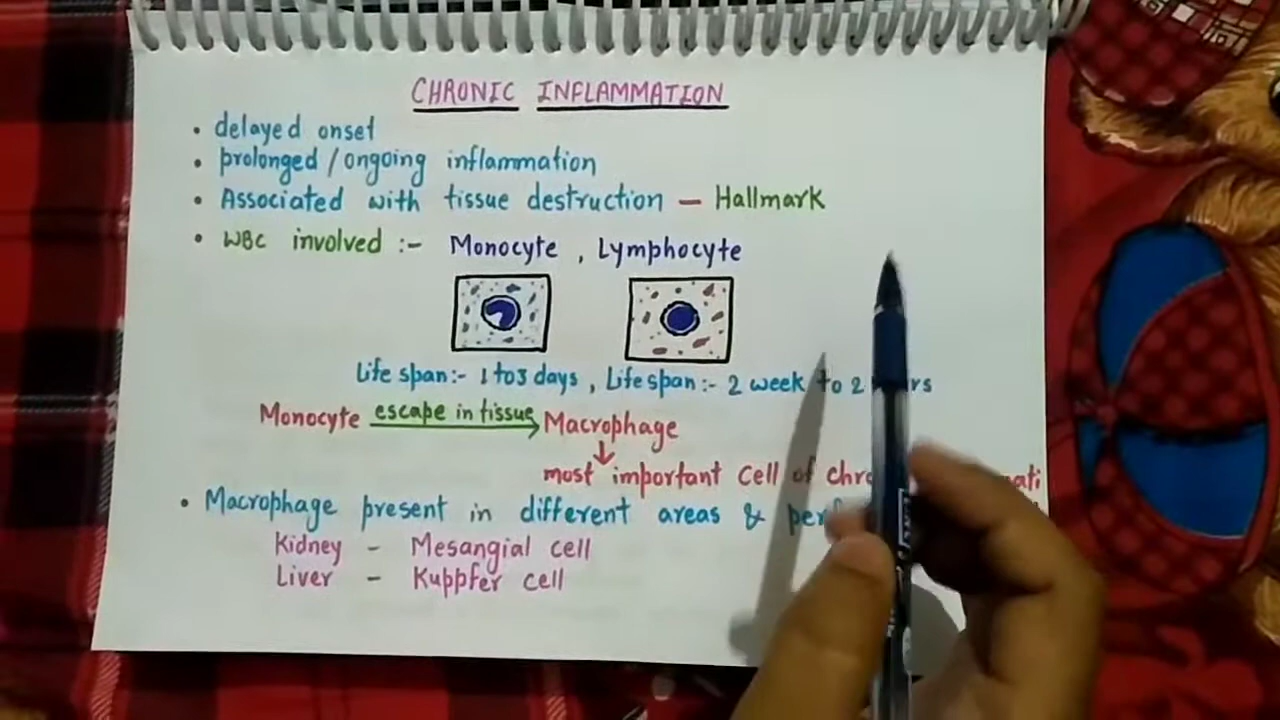 CHRONIC INFLAMMATION
• delayed onset
• prolonged / ongoing inflammation
• Associated with tissue destruction — Hallmark
• WBC involved :- Monocyte , Lymphocyte
Life span:- 1 to 3 days , Life span:- 2 week to 2
Monocyte escape in tissue Macrophage
most important cell of
• Macrophage present in different areas &
Kidney - Mesangial cell
Liver - Kuppfer cell